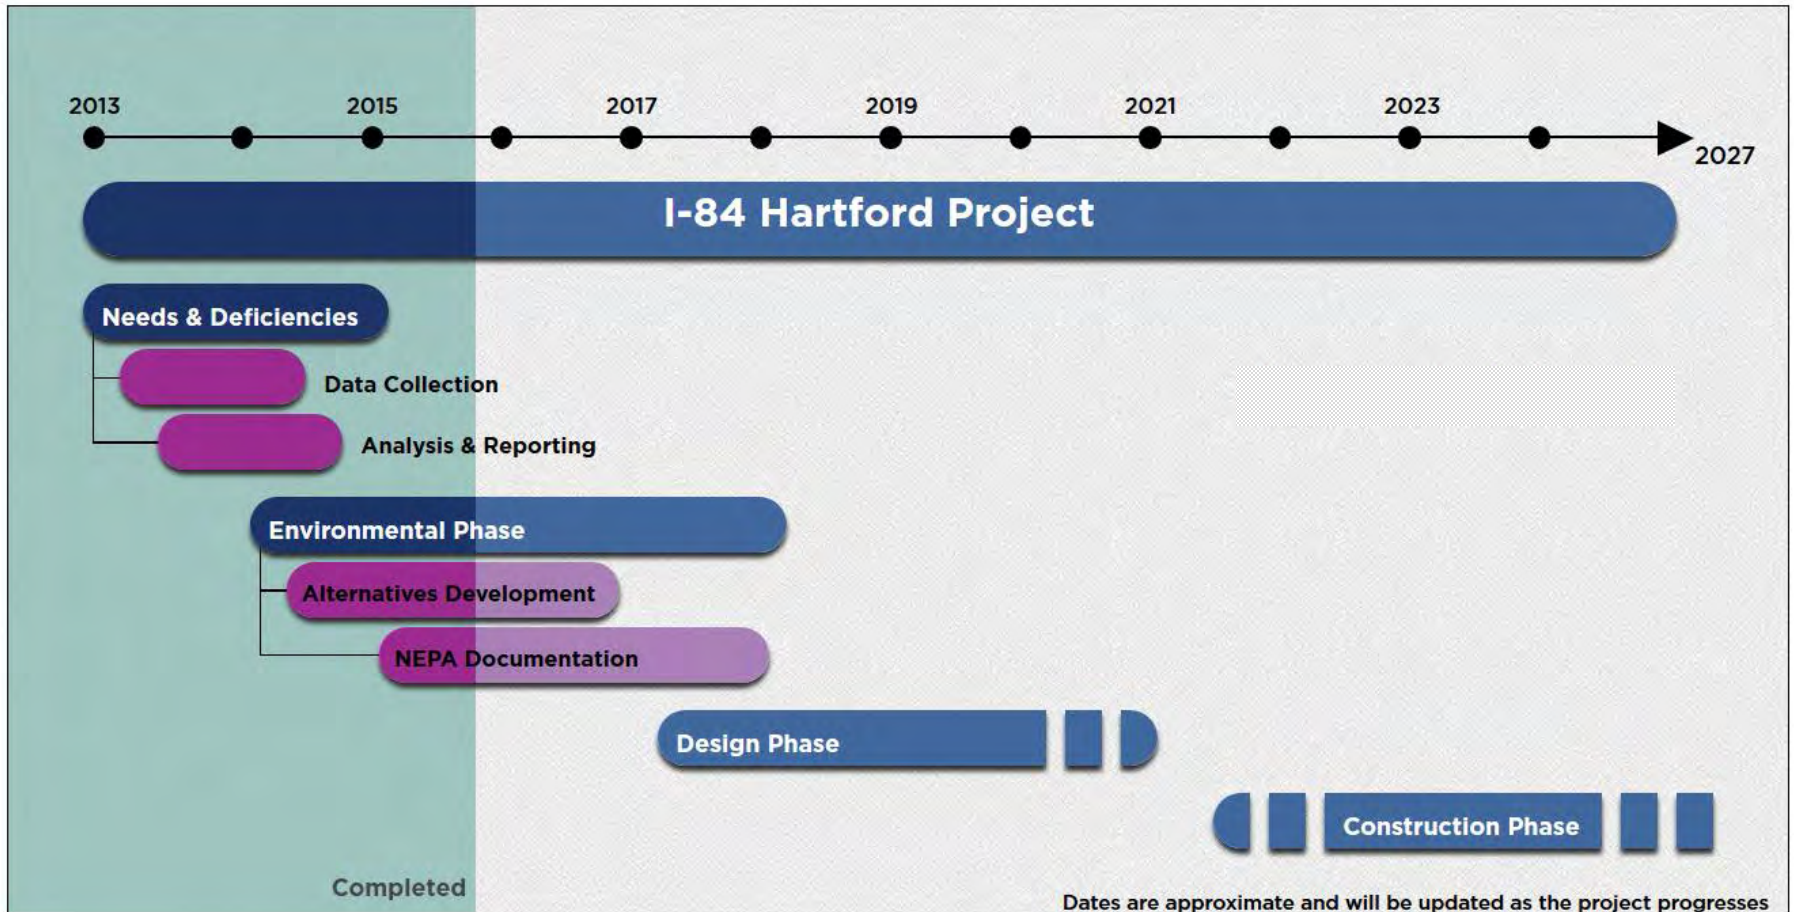 2013 2015 2017 2019 2021 2023
2027
I-84 Hartford Project
Needs & Deficiencies
Data Collection
Analysis & Reporting
Environmental Phase
Alternatives Development
NEPA Documentation
Design Phase
Construction Phase
Completed
Dates are approximate and will be updated as the project progresses